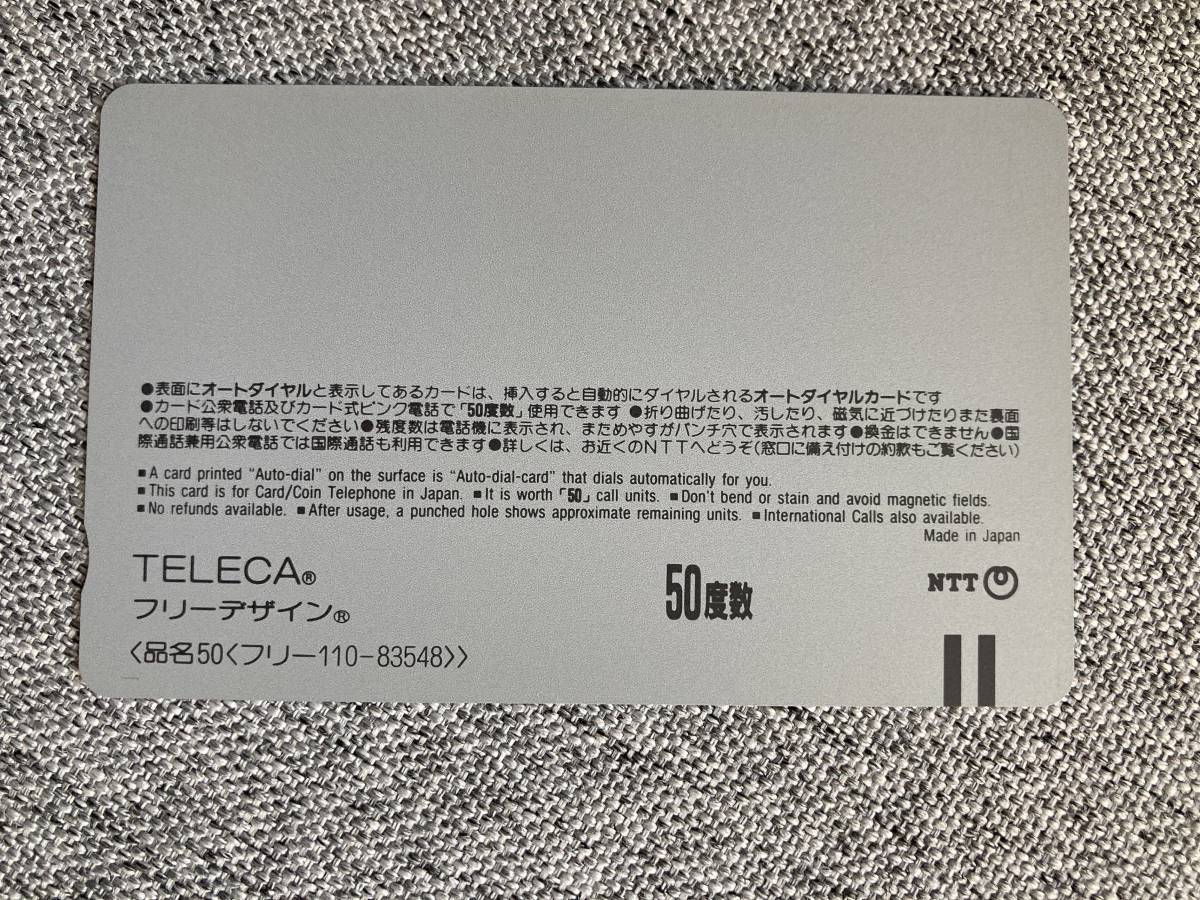 ●表面にオートダイヤルと表示してあるカードは、挿入すると自動的にダイヤルされるオートダイヤルカードです
●カード公衆電話及びカード式ピンク電話で「50度数」使用できます ●折り曲げたり、汚したり、磁気に近づけたりまた裏面
への印刷等はしないでください●残度数は電話機に表示され、まためやすがパンチ穴で表示されます●換金はできません●国
際通話兼用公衆電話では国際通話も利用できます●詳しくは、お近くのNTTへどうぞ(窓口に備え付けの約款もご覧ください)
■A card printed “Auto-dial” on the surface is “Auto-dial-card” that dials automatically for you.
■This card is for Card/Coin Telephone in Japan. ■It is worth「50」call units. ■Don't bend or stain and avoid magnetic fields.
■No refunds available. ■After usage, a punched hole shows approximate remaining units. ■International Calls also available.
Made in Japan
TELECA®
フリーデザイン®
50度数
NTT
〈品名50〈フリー110-83548〉〉